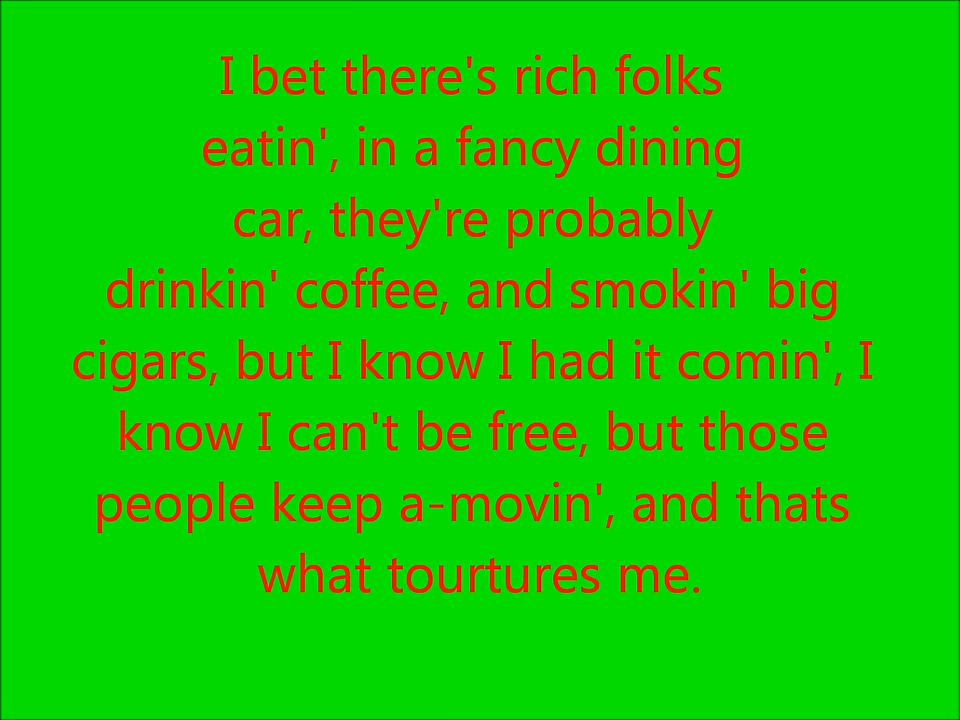 I bet there's rich folks
eatin', in a fancy dining
car, they're probably
drinkin' coffee, and smokin' big
cigars, but I know I had it comin', I
know I can't be free, but those
people keep a-movin', and thats
what tourtures me.